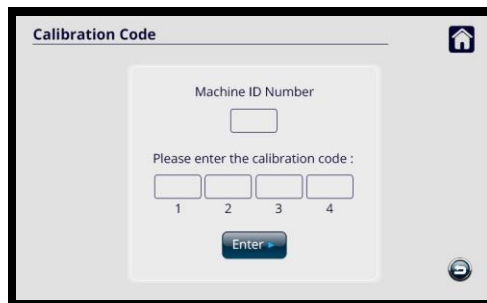 Calibration Code
Machine ID Number
Please enter the calibration code :
1 2 3 4
Enter